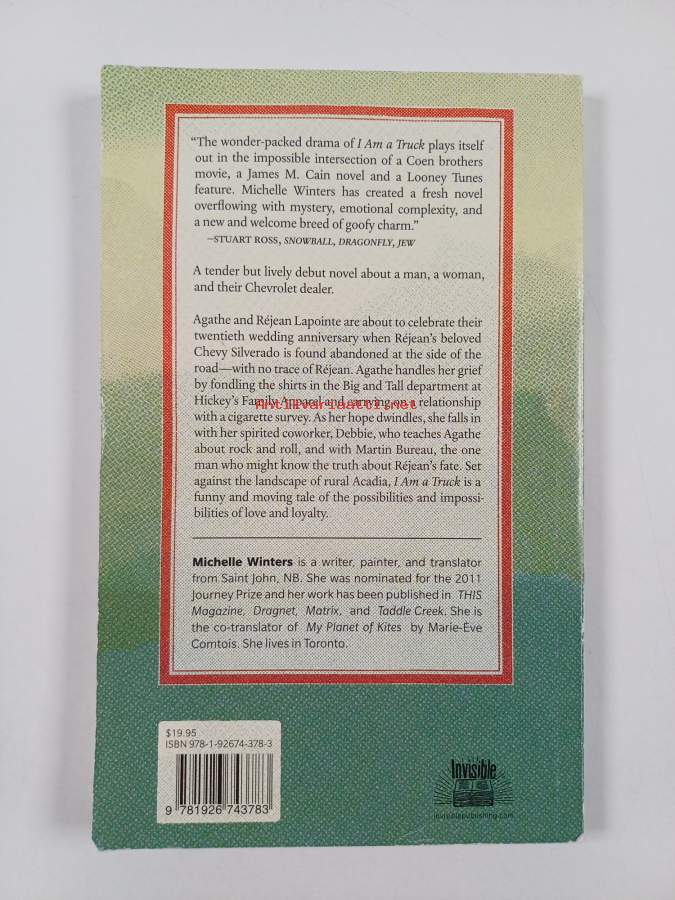 “The wonder-packed drama of I Am a Truck plays itself
out in the impossible intersection of a Coen brothers
movie, a James M. Cain novel and a Looney Tunes
feature. Michelle Winters has created a fresh novel
overflowing with mystery, emotional complexity, and
a new and welcome breed of goofy charm.”
–STUART ROSS, SNOWBALL, DRAGONFLY, JEW
A tender but lively debut novel about a man, a woman,
and their Chevrolet dealer.
Agathe and Réjean Lapointe are about to celebrate their
twentieth wedding anniversary when Réjean’s beloved
Chevy Silverado is found abandoned at the side of the
road—with no trace of Réjean. Agathe handles her grief
by fondling the shirts in the Big and Tall department at
Hickey’s Family Apparel and carrying on a relationship
Antikvariaatti.net
with a cigarette survey. As her hope dwindles, she falls in
with her spirited coworker, Debbie, who teaches Agathe
about rock and roll, and with Martin Bureau, the one
man who might know the truth about Réjean’s fate. Set
against the landscape of rural Acadia, I Am a Truck is a
funny and moving tale of the possibilities and impossi-
bilities of love and loyalty.
Michelle Winters is a writer, painter, and translator
from Saint John, NB. She was nominated for the 2011
Journey Prize and her work has been published in THIS
Magazine, Dragnet, Matrix, and Taddle Creek. She is
the co-translator of My Planet of Kites by Marie-Ève
Comtois. She lives in Toronto.
$19.95
ISBN 978-1-92674-378-3
9 781926 743783
Invisible
invisiblepublishing.com